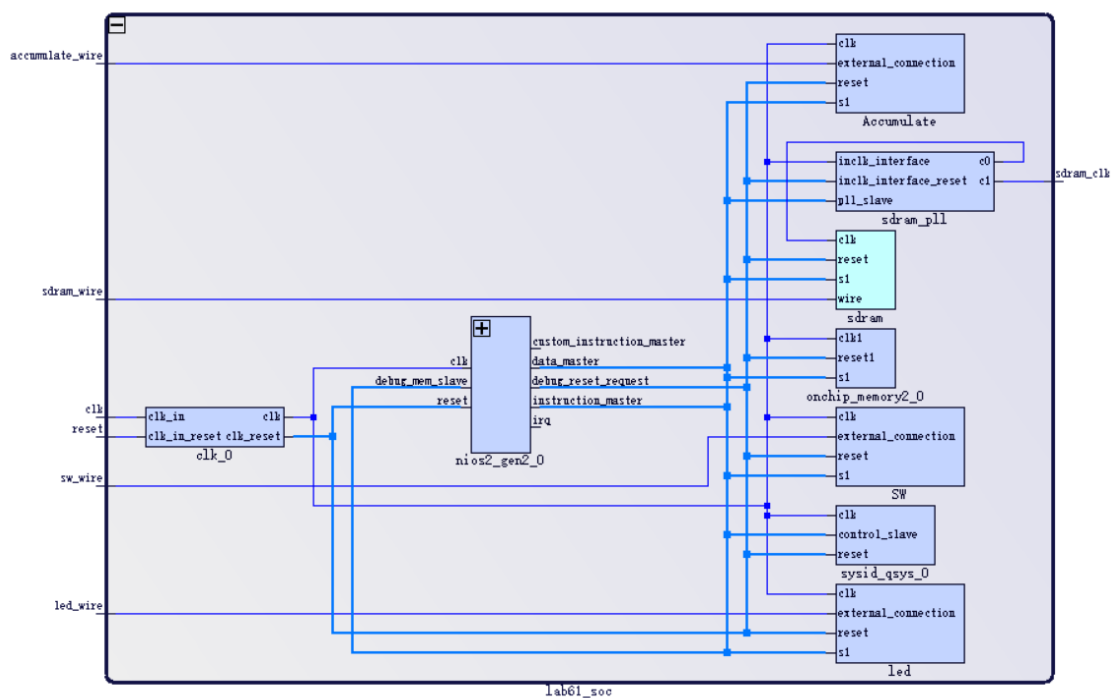 accumulate_wire
clk
external_connection
reset
s1
Accumulate
inclk_interface c0
inclk_interface_reset c1
pll_slave
sdram_pll
sdram_clk
clk
reset
s1
wire
sdram
sdram_wire
custom_instruction_master
clk data_master
debug_mem_slave debug_reset_request
reset instruction_master
irq
nios2_gen2_0
clk1
reset1
s1
onchip_memory2_0
clk
reset
clk_in clk
clk_in_reset clk_reset
clk_0
sw_wire
clk
external_connection
reset
s1
SW
clk
control_slave
reset
sysid_qsys_0
led_wire
clk
external_connection
reset
s1
led
lab61_soc